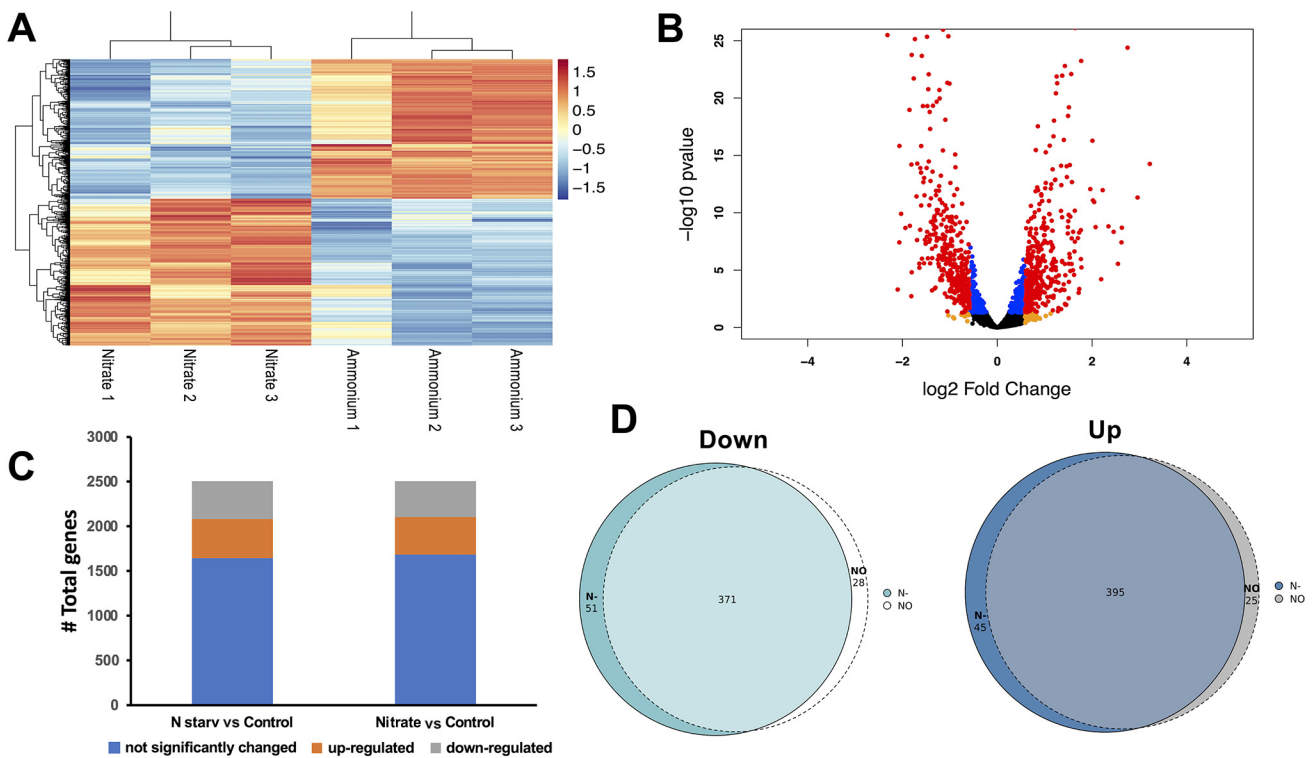 A
1.5
1
0.5
0
−0.5
−1
−1.5
Nitrate 1
Nitrate 2
Nitrate 3
Ammonium 1
Ammonium 2
Ammonium 3
B
25
20
15
10
5
0
−log10 pvalue
−4
−2
0
2
4
log2 Fold Change
C
3000
2500
2000
1500
1000
500
0
# Total genes
N starv vs Control
Nitrate vs Control
not significantly changed
up-regulated
down-regulated
D
Down
N-
51
371
NO
28
N-
NO
Up
N-
45
395
NO
25
N-
NO